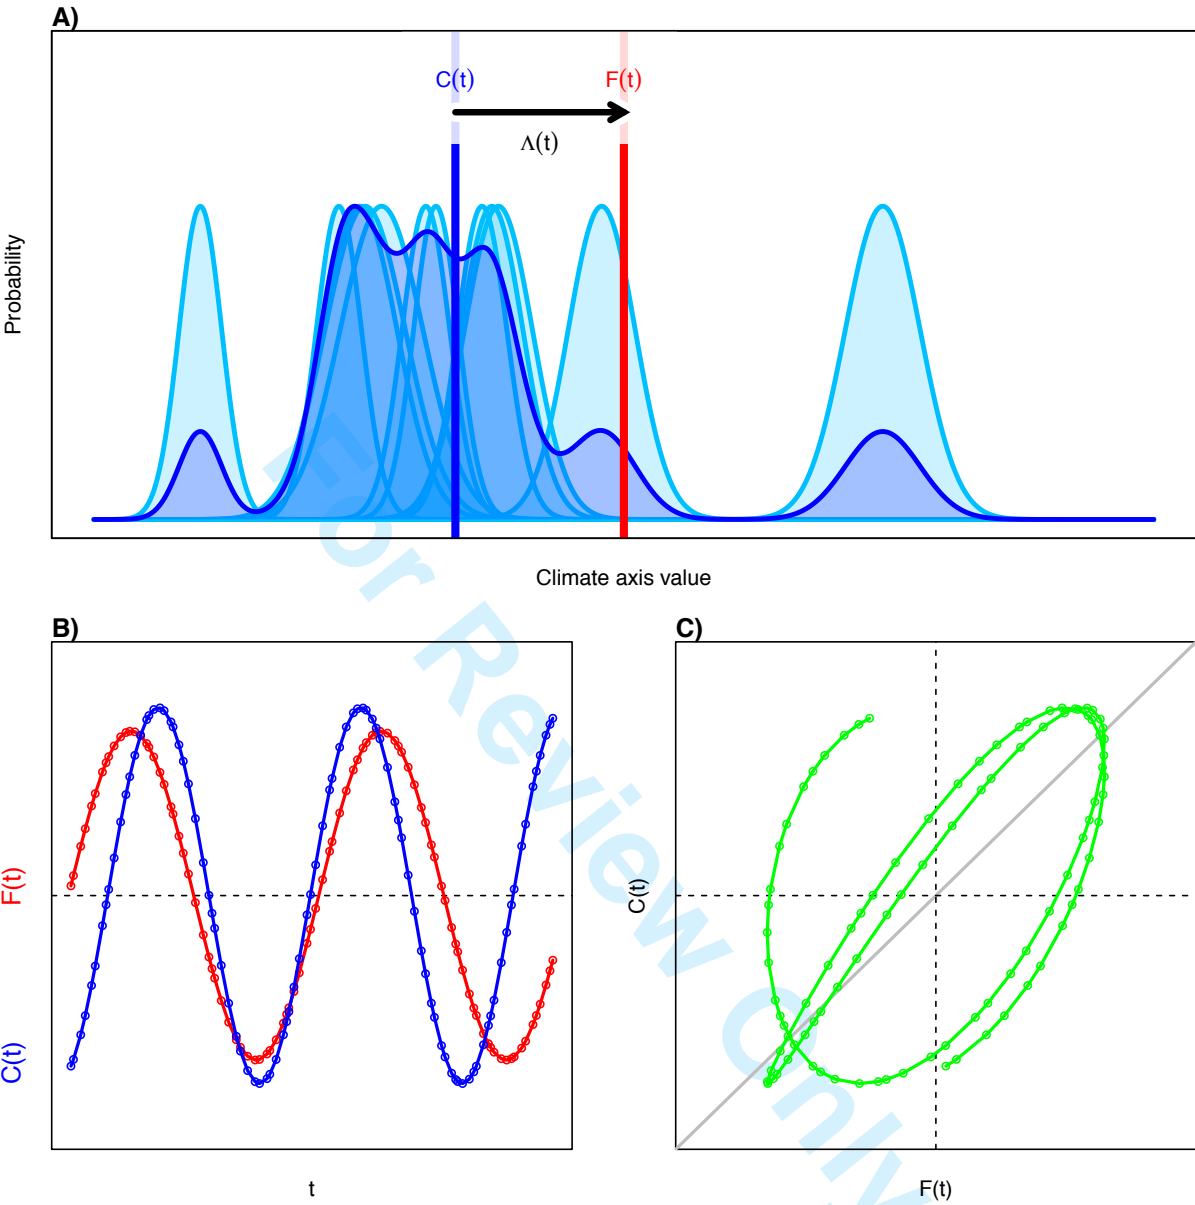 A)
C(t)
F(t)
Λ(t)
Probability
Climate axis value
B)
C)
F(t)
C(t)
C(t)
t
F(t)
For Review Only